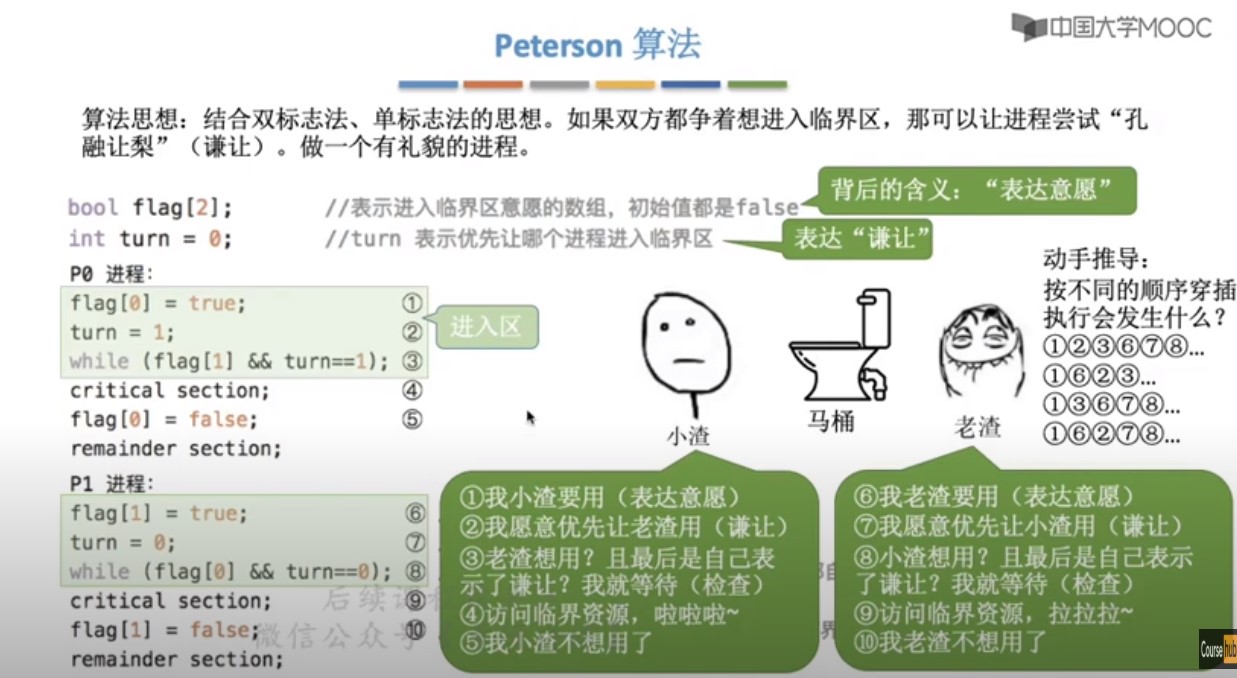 中国大学MOOC
Peterson 算法
算法思想：结合双标志法、单标志法的思想。如果双方都争着想进入临界区，那可以让进程尝试“孔
融让梨”（谦让）。做一个有礼貌的进程。
背后的含义：“表达意愿”
bool flag[2]; //表示进入临界区意愿的数组，初始值都是false
int turn = 0; //turn 表示优先让哪个进程进入临界区
表达“谦让”
P0 进程：
flag[0] = true; ①
turn = 1; ②
while (flag[1] && turn==1); ③
critical section; ④
flag[0] = false; ⑤
remainder section;
进入区
P1 进程：
flag[1] = true; ⑥
turn = 0; ⑦
while (flag[0] && turn==0); ⑧
critical section; ⑨
flag[1] = false; ⑩
remainder section;
小渣
马桶
老渣
动手推导：
按不同的顺序穿插
执行会发生什么？
①②③⑥⑦⑧...
①⑥②③...
①③⑥⑦⑧...
①⑥②⑦⑧...
①我小渣要用（表达意愿）
②我愿意优先让老渣用（谦让）
③老渣想用？且最后是自己表
示了谦让？我就等待（检查）
④访问临界资源，啦啦啦~
⑤我小渣不想用了
⑥我老渣要用（表达意愿）
⑦我愿意优先让小渣用（谦让）
⑧小渣想用？且最后是自己表示
了谦让？我就等待（检查）
⑨访问临界资源，拉拉拉~
⑩我老渣不想用了
后续课
微信公众号
Course hub